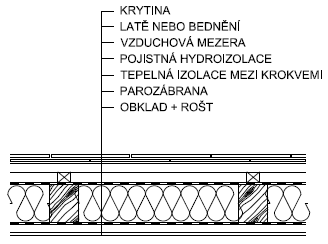 KRYTINA
LATĚ NEBO BEDNĚNÍ
VZDUCHOVÁ MEZERA
POJISTNÁ HYDROIZOLACE
TEPELNÁ IZOLACE MEZI KROKVEMI
PAROZÁBRANA
OBKLAD + ROŠT